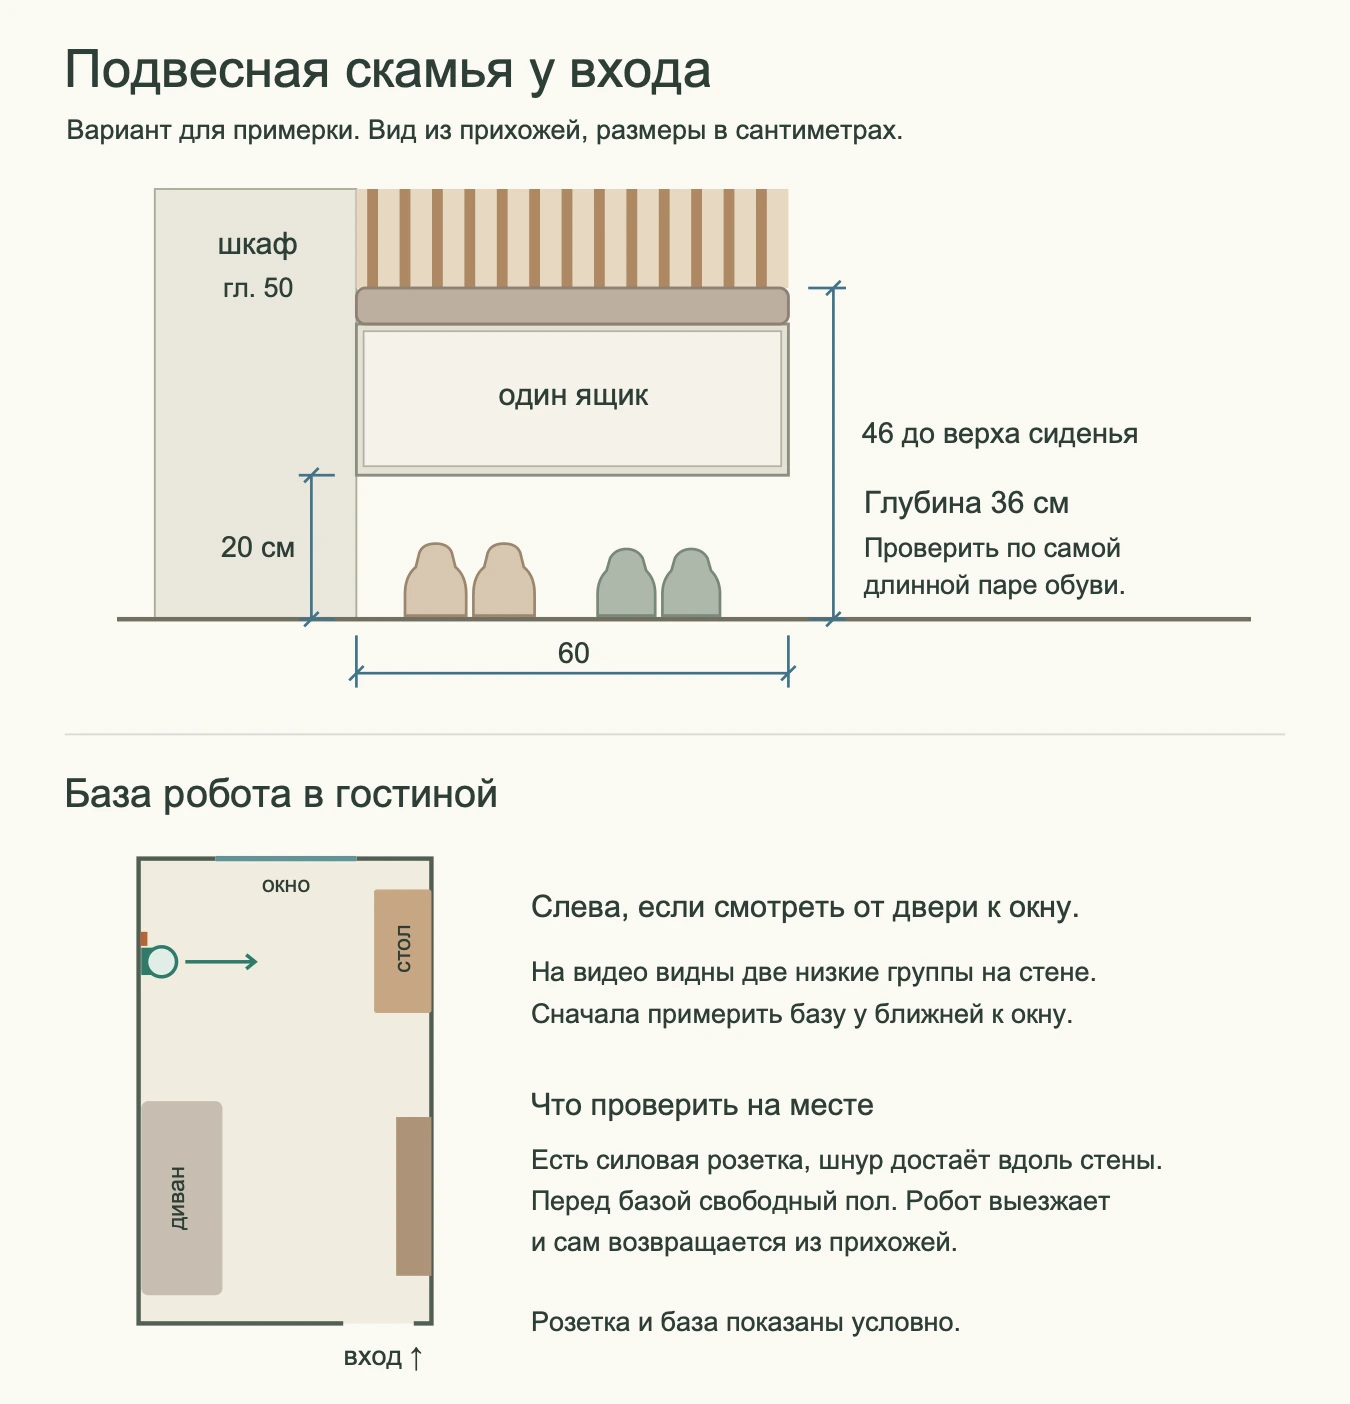 Подвесная скамья у входа
Вариант для примерки. Вид из прихожей, размеры в сантиметрах.
шкаф
гл. 50
один ящик
46 до верха сиденья
Глубина 36 см
20 см
Проверить по самой
длинной паре обуви.
60
База робота в гостиной
окно
стол
Слева, если смотреть от двери к окну.
На видео видны две низкие группы на стене.
Сначала примерить базу у ближней к окну.
Что проверить на месте
Есть силовая розетка, шнур достаёт вдоль стены.
диван
Перед базой свободный пол. Робот выезжает
и сам возвращается из прихожей.
Розетка и база показаны условно.
вход ↑